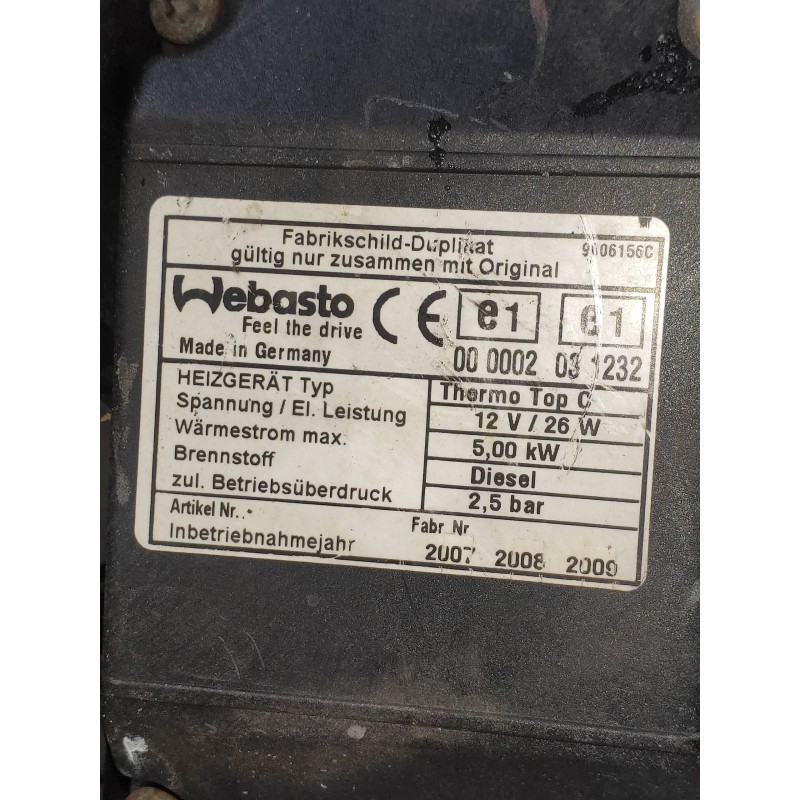 Fabrikschild-Duplikat 9006156C
gültig nur zusammen mit Original
Webasto
Feel the drive
CE e1 e1
Made in Germany 00 0002 03 1232
HEIZGERÄT Typ Thermo Top C
Spannung / El. Leistung 12 V / 26 W
Wärmestrom max. 5,00 kW
Brennstoff Diesel
zul. Betriebsüberdruck 2,5 bar
Artikel Nr.. Fabr Nr
Inbetriebnahmejahr 2007 2008 2009